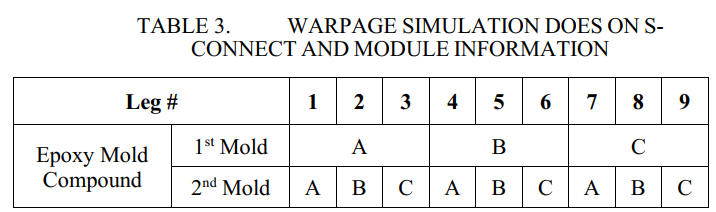 TABLE 3. WARPAGE SIMULATION DOES ON S-
CONNECT AND MODULE INFORMATION
Leg # 1 2 3 4 5 6 7 8 9
Epoxy Mold Compound 1st Mold A B C
2nd Mold A B C A B C A B C